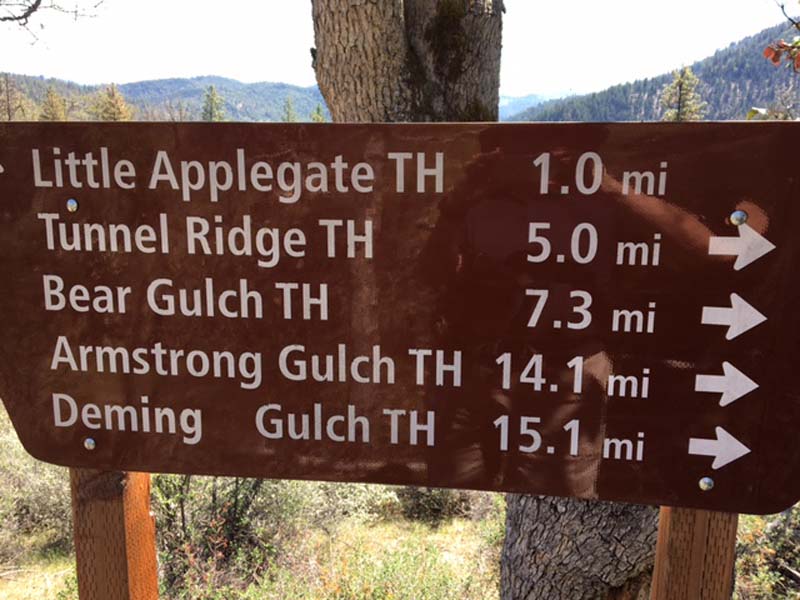 Little Applegate TH 1.0 mi
Tunnel Ridge TH 5.0 mi
Bear Gulch TH 7.3 mi
Armstrong Gulch TH 14.1 mi
Deming Gulch TH 15.1 mi